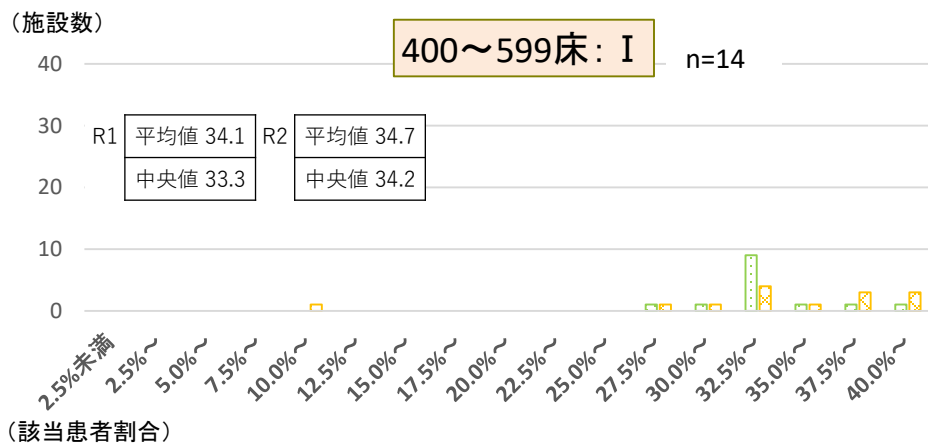 （施設数）
400～599床：Ⅰ
n=14
40
30
R1 平均値 34.1 R2 平均値 34.7
中央値 33.3 中央値 34.2
20
10
0
2.5%未満 2.5%～ 5.0%～ 7.5%～ 10.0%～ 12.5%～ 15.0%～ 17.5%～ 20.0%～ 22.5%～ 25.0%～ 27.5%～ 30.0%～ 32.5%～ 35.0%～ 37.5%～ 40.0%～
（該当患者割合）